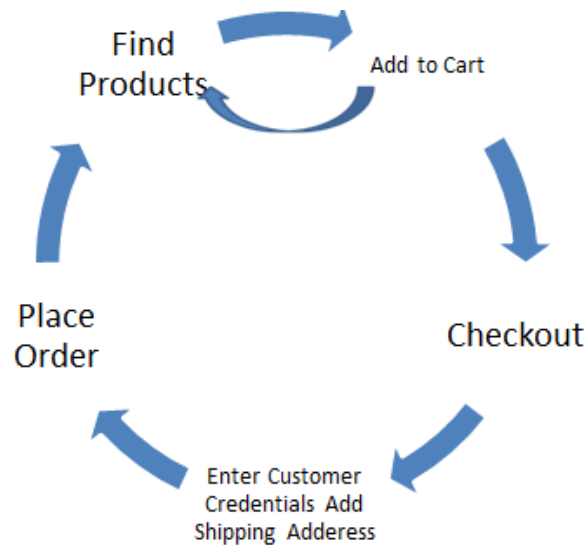 Find
Products
Add to Cart
Checkout
Enter Customer
Credentials Add
Shipping Adderess
Place
Order